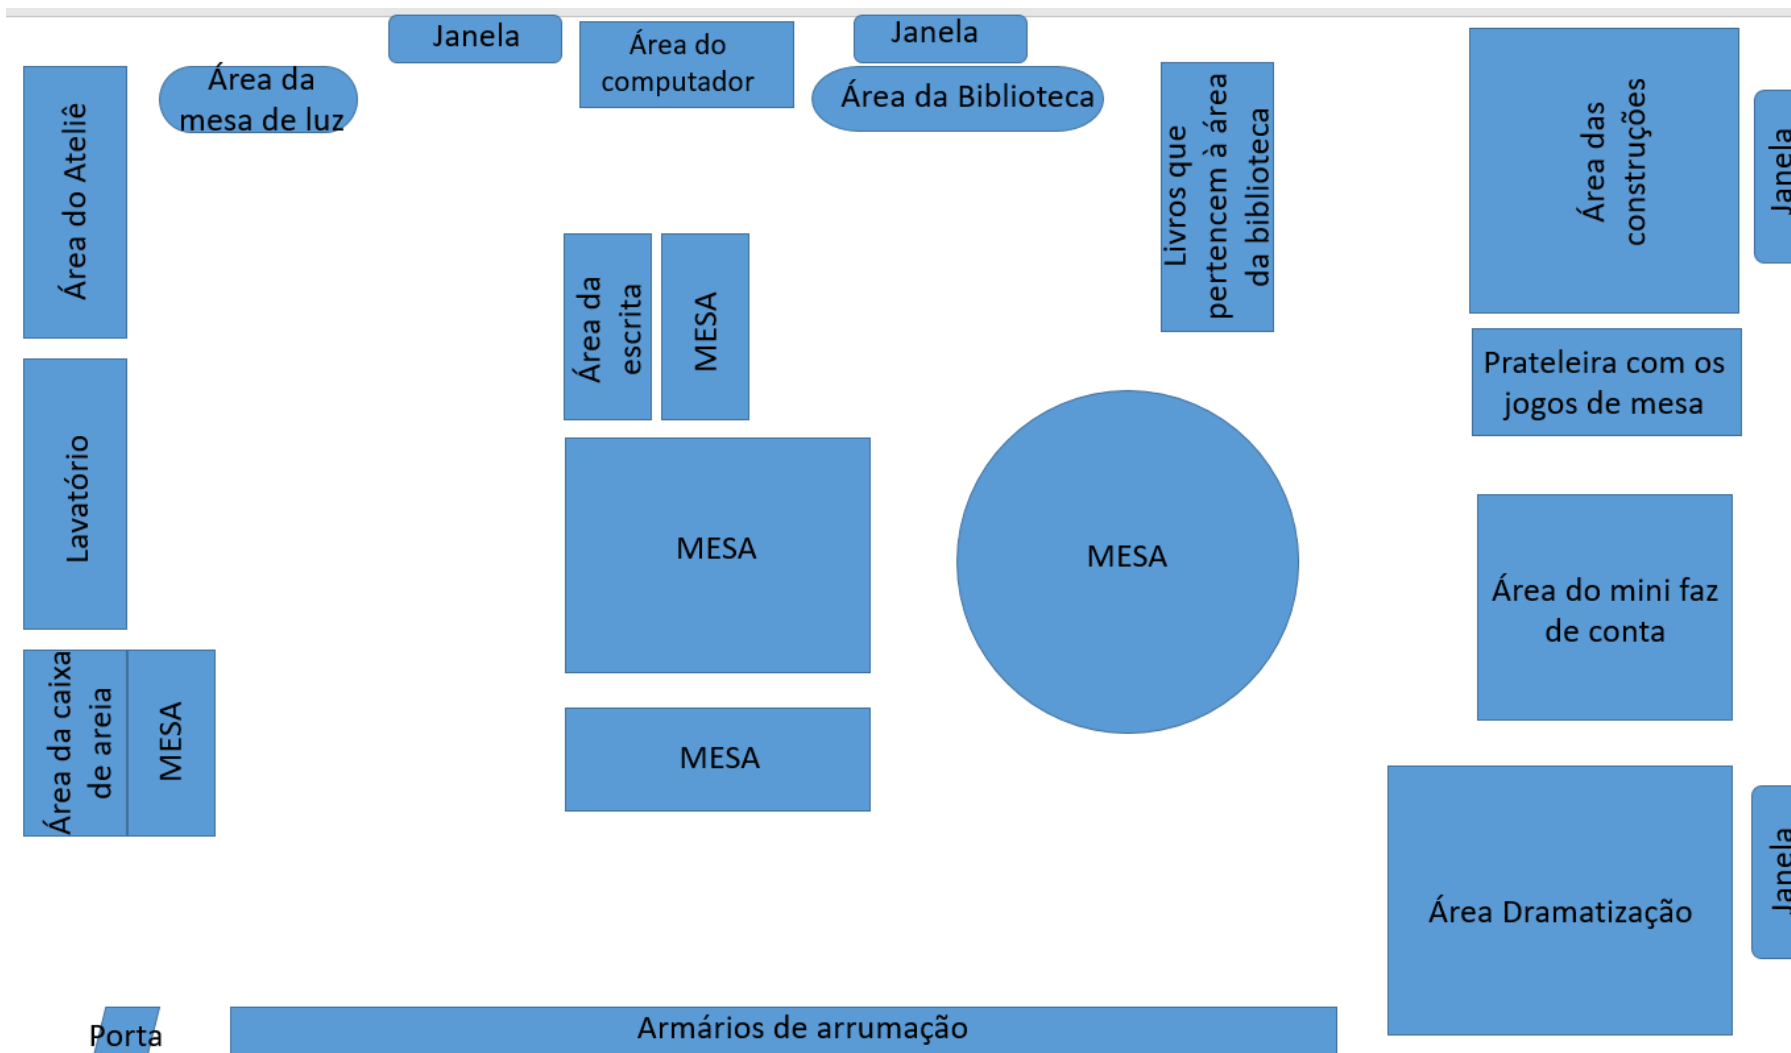 Janela
Área do
computador
Janela
Área da
mesa de luz
Área da Biblioteca
Área do Ateliê
Livros que
pertencem à área
da biblioteca
Área das
construções
Janela
Área da
escrita
MESA
Prateleira com os
jogos de mesa
Lavatório
MESA
MESA
Área do mini faz
de conta
Área da caixa
de areia
MESA
MESA
Área Dramatização
Janela
Porta
Armários de arrumação